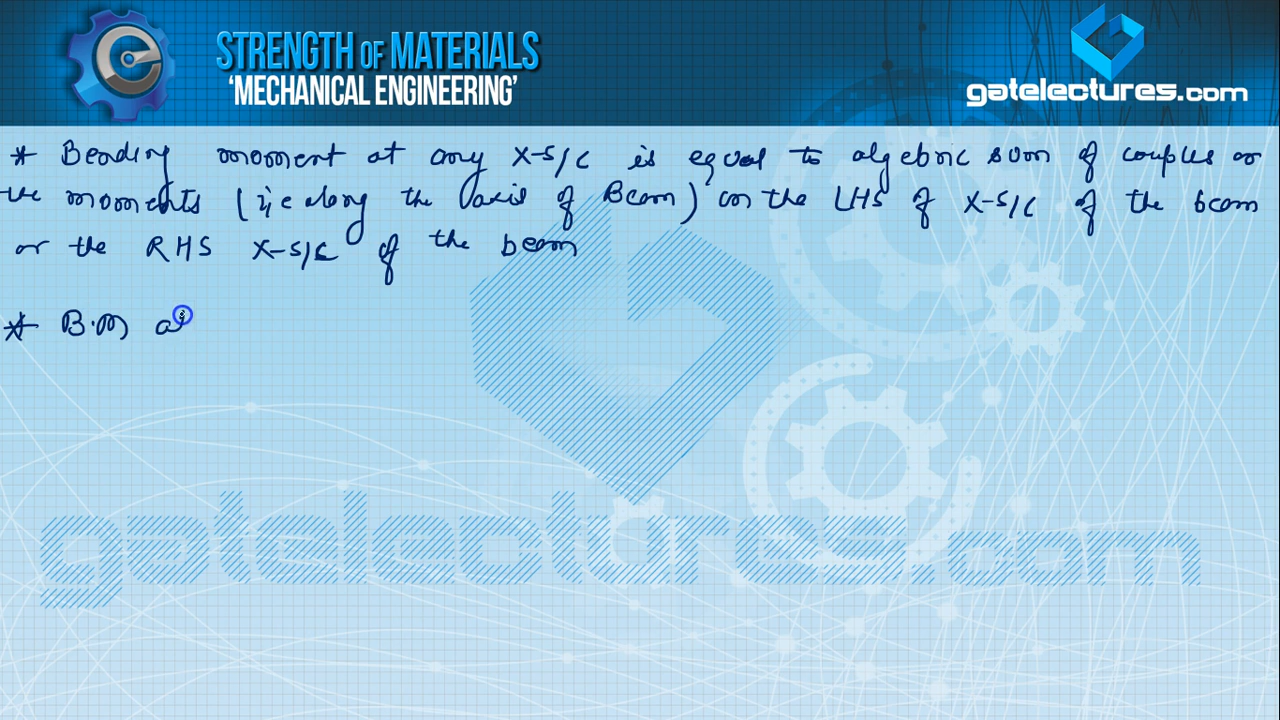 STRENGTH OF MATERIALS
'MECHANICAL ENGINEERING'
gatelectures.com
* Bending moment at any X-S/C is equal to algebric sum of couples or
the moments (i,e along the axis of Beam) on the LHS of X-S/C of the beam
or the RHS X-S/C of the beam
* B.M a
gatelectures.com